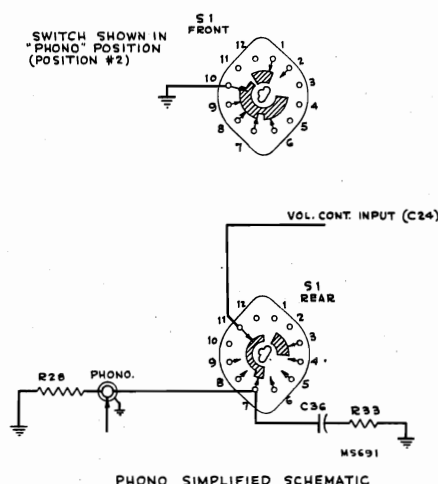 SWITCH SHOWN IN
"PHONO" POSITION
(POSITION #2)
S1
FRONT
12
1
11
2
10
3
9
4
8
5
7
6
VOL. CONT. INPUT (C24)
S1
REAR
12
1
11
2
10
3
9
4
8
5
7
6
R28
PHONO.
C36
R33
MS691
PHONO SIMPLIFIED SCHEMATIC